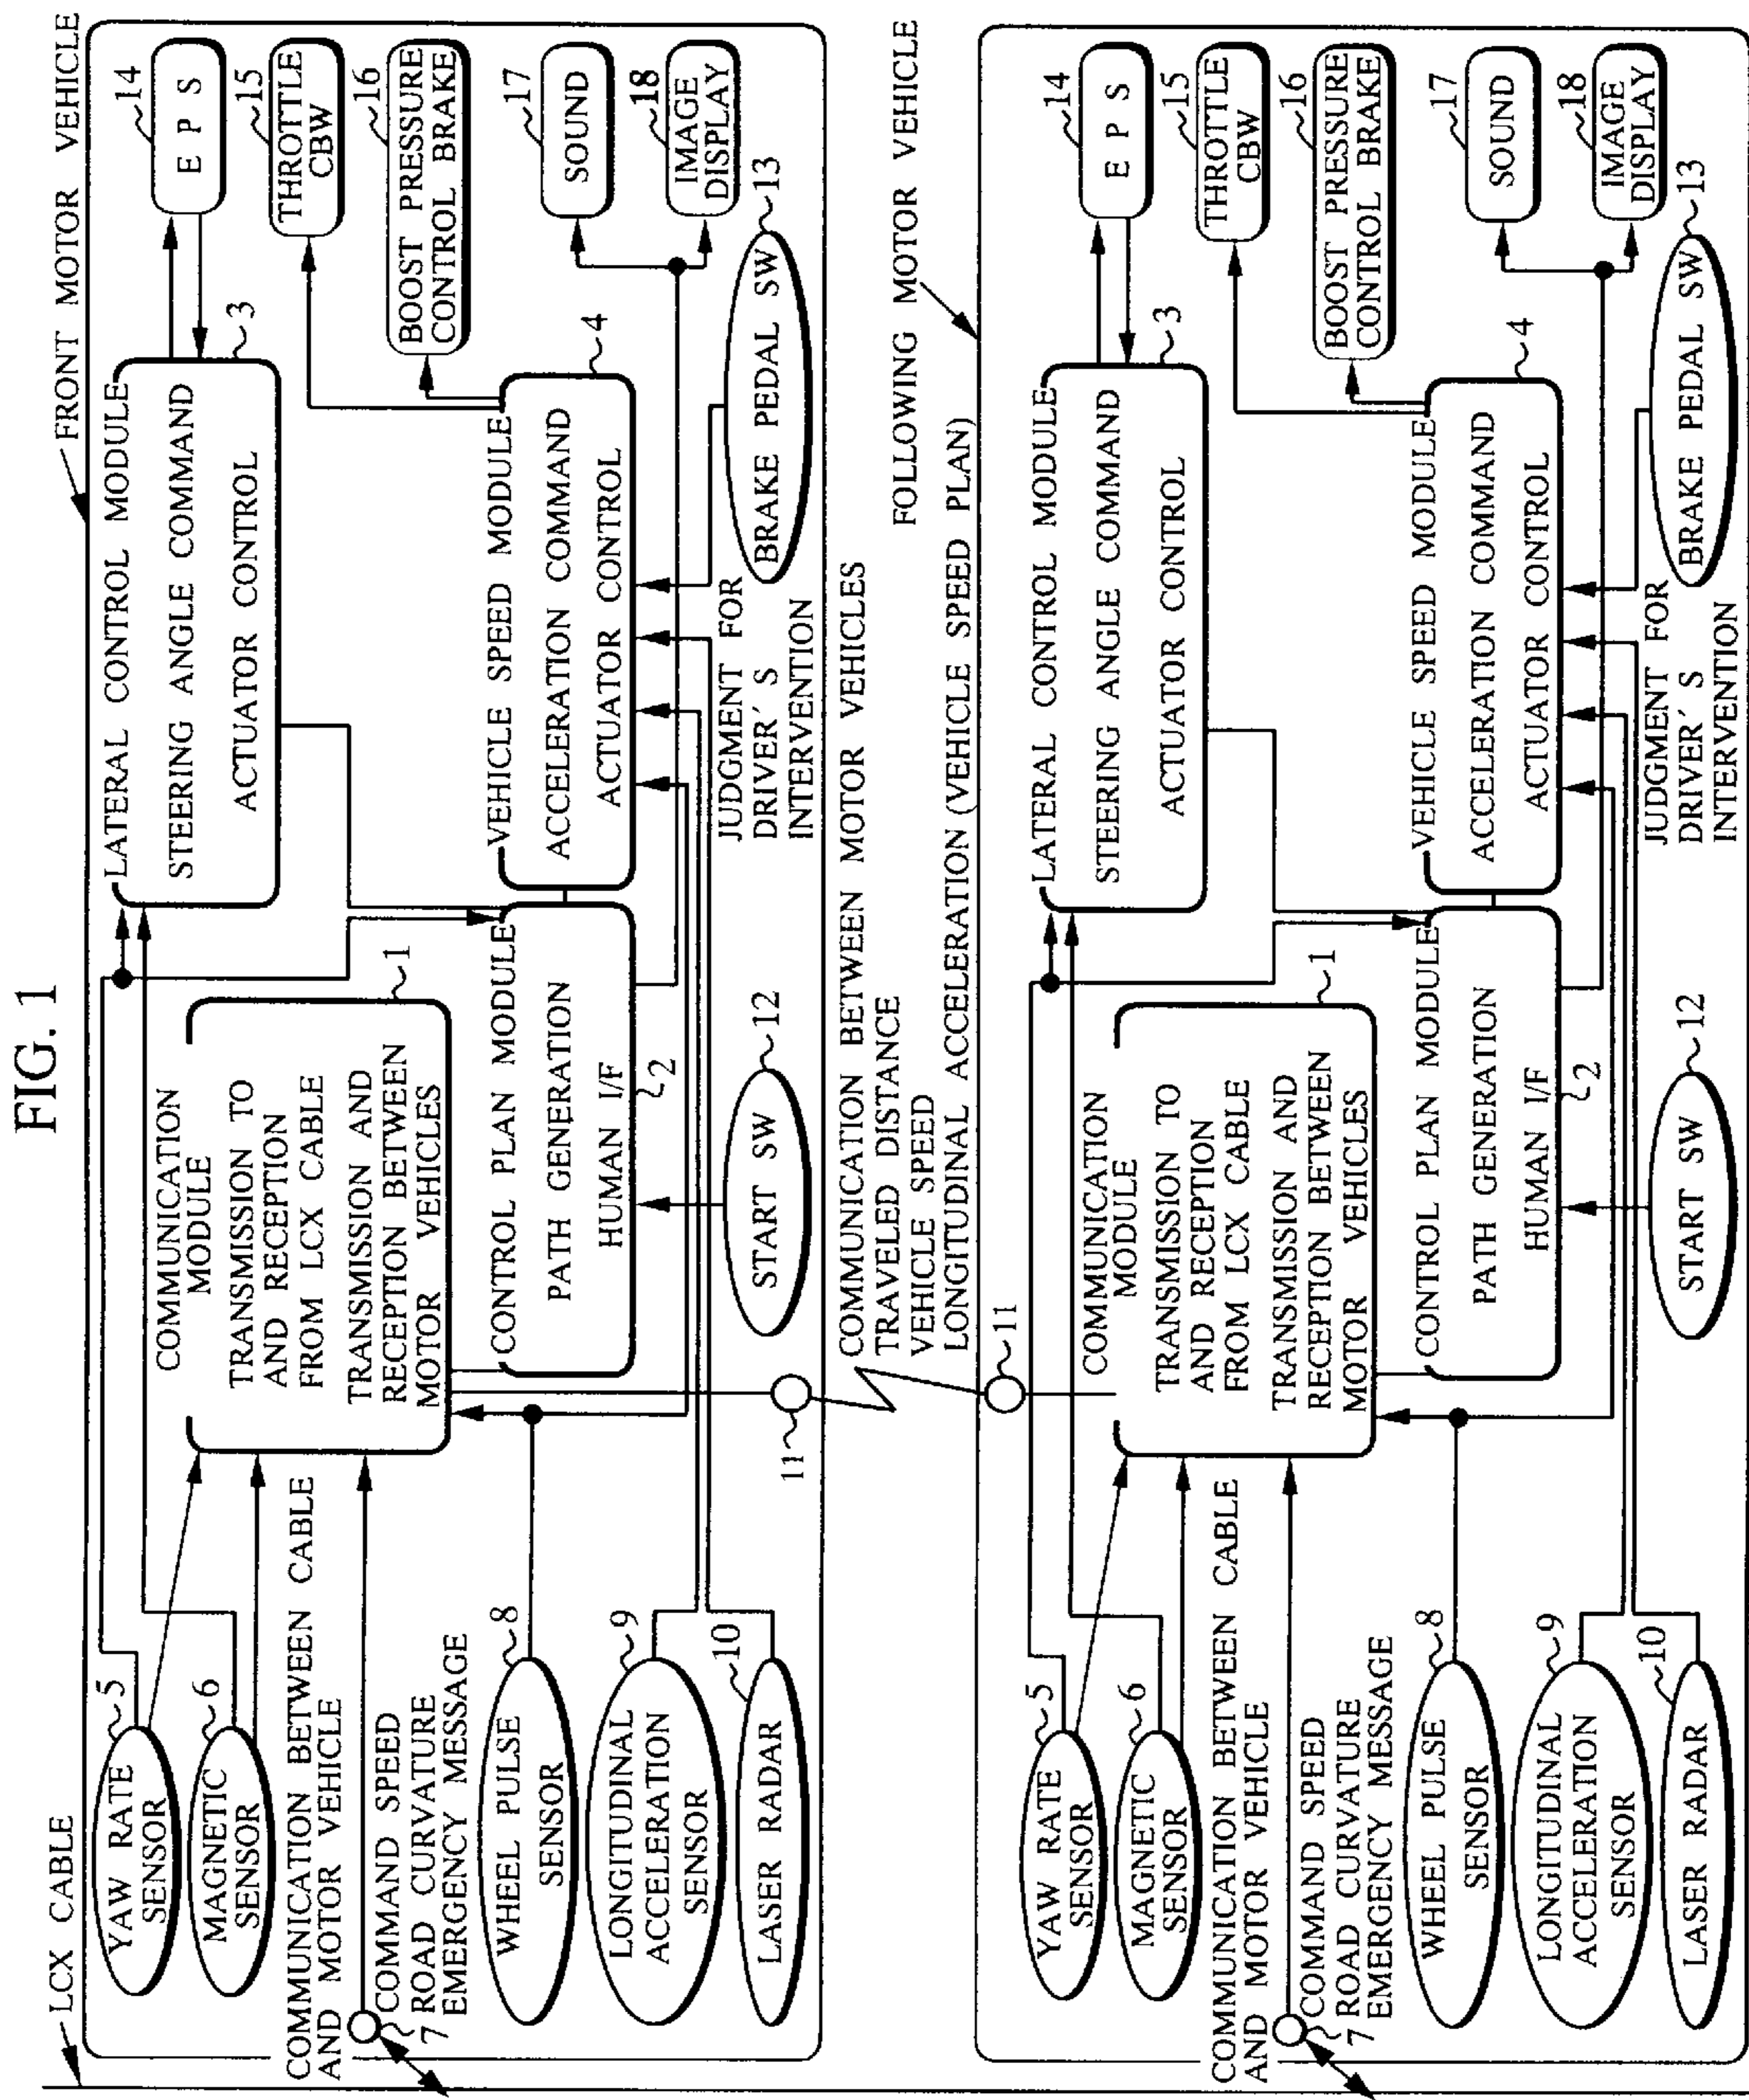 FIG. 1
LCX CABLE
FRONT MOTOR VEHICLE
YAW RATE
SENSOR
5
MAGNETIC
SENSOR
6
COMMUNICATION BETWEEN CABLE
AND MOTOR VEHICLE
7
COMMAND SPEED
ROAD CURVATURE
EMERGENCY MESSAGE
WHEEL PULSE
SENSOR
8
LONGITUDINAL
ACCELERATION
SENSOR
9
LASER RADAR
10
COMMUNICATION
MODULE
1
TRANSMISSION TO
AND RECEPTION
FROM LCX CABLE
TRANSMISSION AND
RECEPTION BETWEEN
MOTOR VEHICLES
CONTROL PLAN MODULE
PATH GENERATION
HUMAN I/F
2
START SW
12
11
LATERAL CONTROL MODULE
3
STEERING ANGLE COMMAND
ACTUATOR CONTROL
VEHICLE SPEED MODULE
4
ACCELERATION COMMAND
ACTUATOR CONTROL
JUDGMENT FOR
DRIVER'S
INTERVENTION
BRAKE PEDAL SW
13
14
E P S
15
THROTTLE
CBW
16
BOOST PRESSURE
CONTROL BRAKE
17
SOUND
18
IMAGE
DISPLAY
COMMUNICATION BETWEEN MOTOR VEHICLES
TRAVELED DISTANCE
VEHICLE SPEED
LONGITUDINAL ACCELERATION (VEHICLE SPEED PLAN)
FOLLOWING MOTOR VEHICLE
YAW RATE
SENSOR
5
MAGNETIC
SENSOR
6
COMMUNICATION BETWEEN CABLE
AND MOTOR VEHICLE
7
COMMAND SPEED
ROAD CURVATURE
EMERGENCY MESSAGE
WHEEL PULSE
SENSOR
8
LONGITUDINAL
ACCELERATION
SENSOR
9
LASER RADAR
10
11
COMMUNICATION
MODULE
1
TRANSMISSION TO
AND RECEPTION
FROM LCX CABLE
TRANSMISSION AND
RECEPTION BETWEEN
MOTOR VEHICLES
CONTROL PLAN MODULE
PATH GENERATION
HUMAN I/F
2
START SW
12
LATERAL CONTROL MODULE
3
STEERING ANGLE COMMAND
ACTUATOR CONTROL
VEHICLE SPEED MODULE
4
ACCELERATION COMMAND
ACTUATOR CONTROL
JUDGMENT FOR
DRIVER'S
INTERVENTION
BRAKE PEDAL SW
13
14
E P S
15
THROTTLE
CBW
16
BOOST PRESSURE
CONTROL BRAKE
17
SOUND
18
IMAGE
DISPLAY